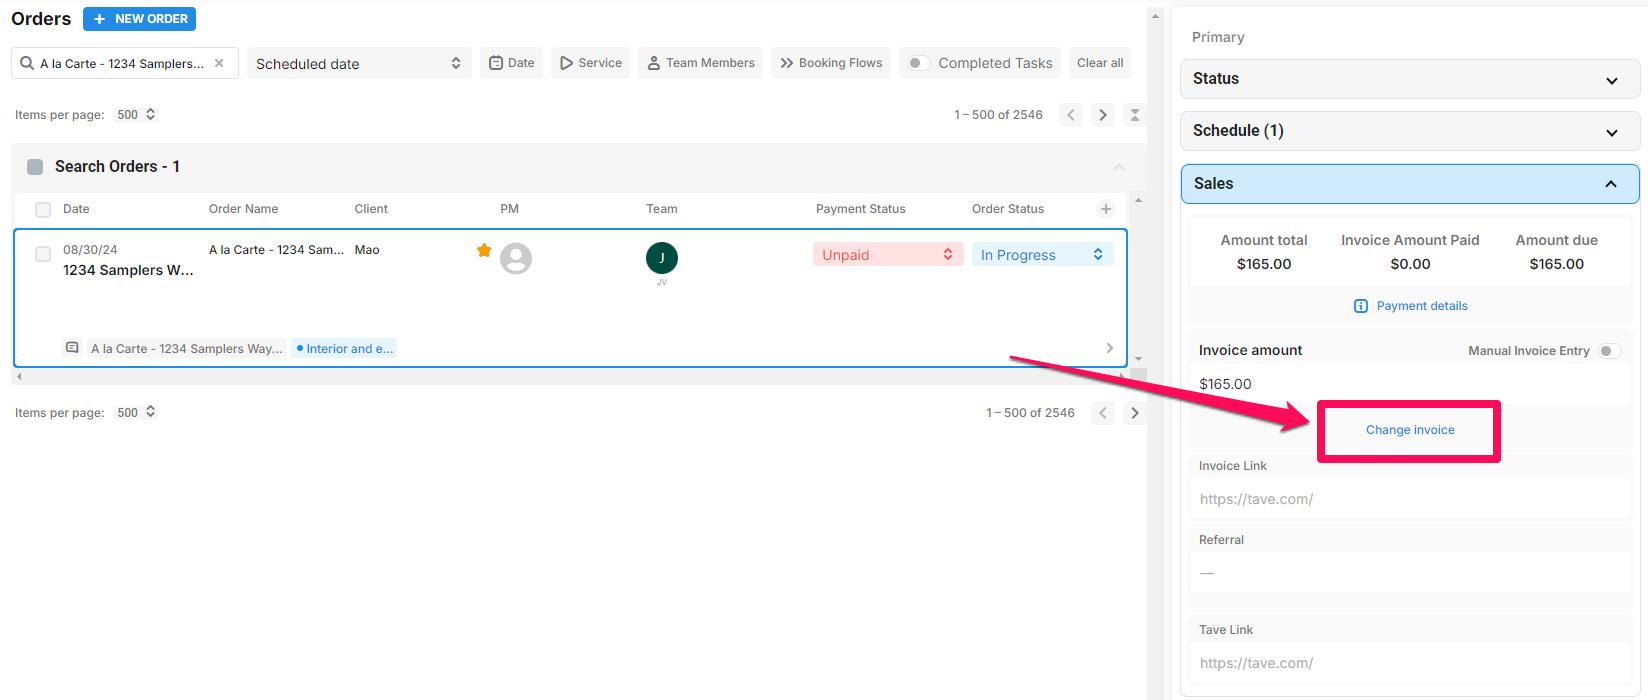 Orders
+ NEW ORDER
A la Carte - 1234 Samplers... ×
Scheduled date
Date
Service
Team Members
Booking Flows
Completed Tasks
Clear all
Items per page: 500
1 – 500 of 2546
Search Orders - 1
Date Order Name Client PM Team Payment Status Order Status +
08/30/24
1234 Samplers W...
A la Carte - 1234 Sam...
Mao
J
JV
Unpaid
In Progress
A la Carte - 1234 Samplers Way...
Interior and e...
Items per page: 500
1 – 500 of 2546
Primary
Status
Schedule (1)
Sales
Amount total Invoice Amount Paid Amount due
$165.00 $0.00 $165.00
Payment details
Invoice amount
Manual Invoice Entry
$165.00
Change invoice
Invoice Link
https://tave.com/
Referral
—
Tave Link
https://tave.com/